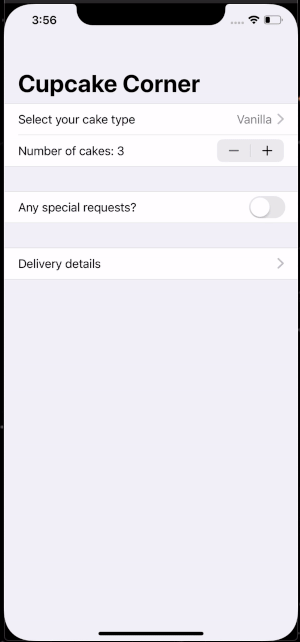 3:56
Cupcake Corner
Select your cake type Vanilla
Number of cakes: 3
Any special requests?
Delivery details